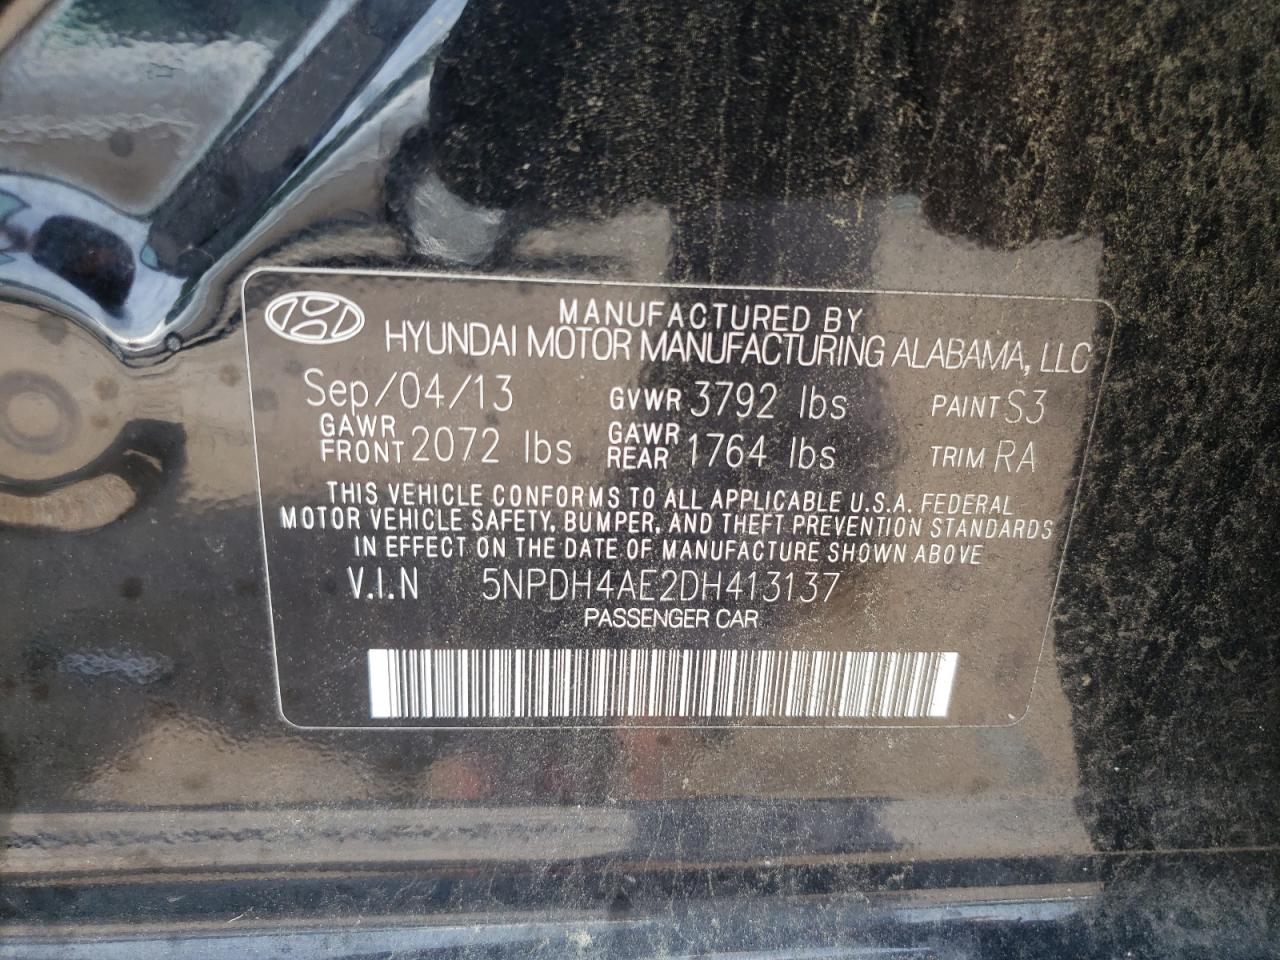 MANUFACTURED BY
HYUNDAI MOTOR MANUFACTURING ALABAMA, LLC
Sep/04/13 GVWR 3792 lbs PAINT S3
GAWR FRONT 2072 lbs GAWR REAR 1764 lbs TRIM RA
THIS VEHICLE CONFORMS TO ALL APPLICABLE U.S.A. FEDERAL
MOTOR VEHICLE SAFETY, BUMPER, AND THEFT PREVENTION STANDARDS
IN EFFECT ON THE DATE OF MANUFACTURE SHOWN ABOVE
V.I.N 5NPDH4AE2DH413137
PASSENGER CAR